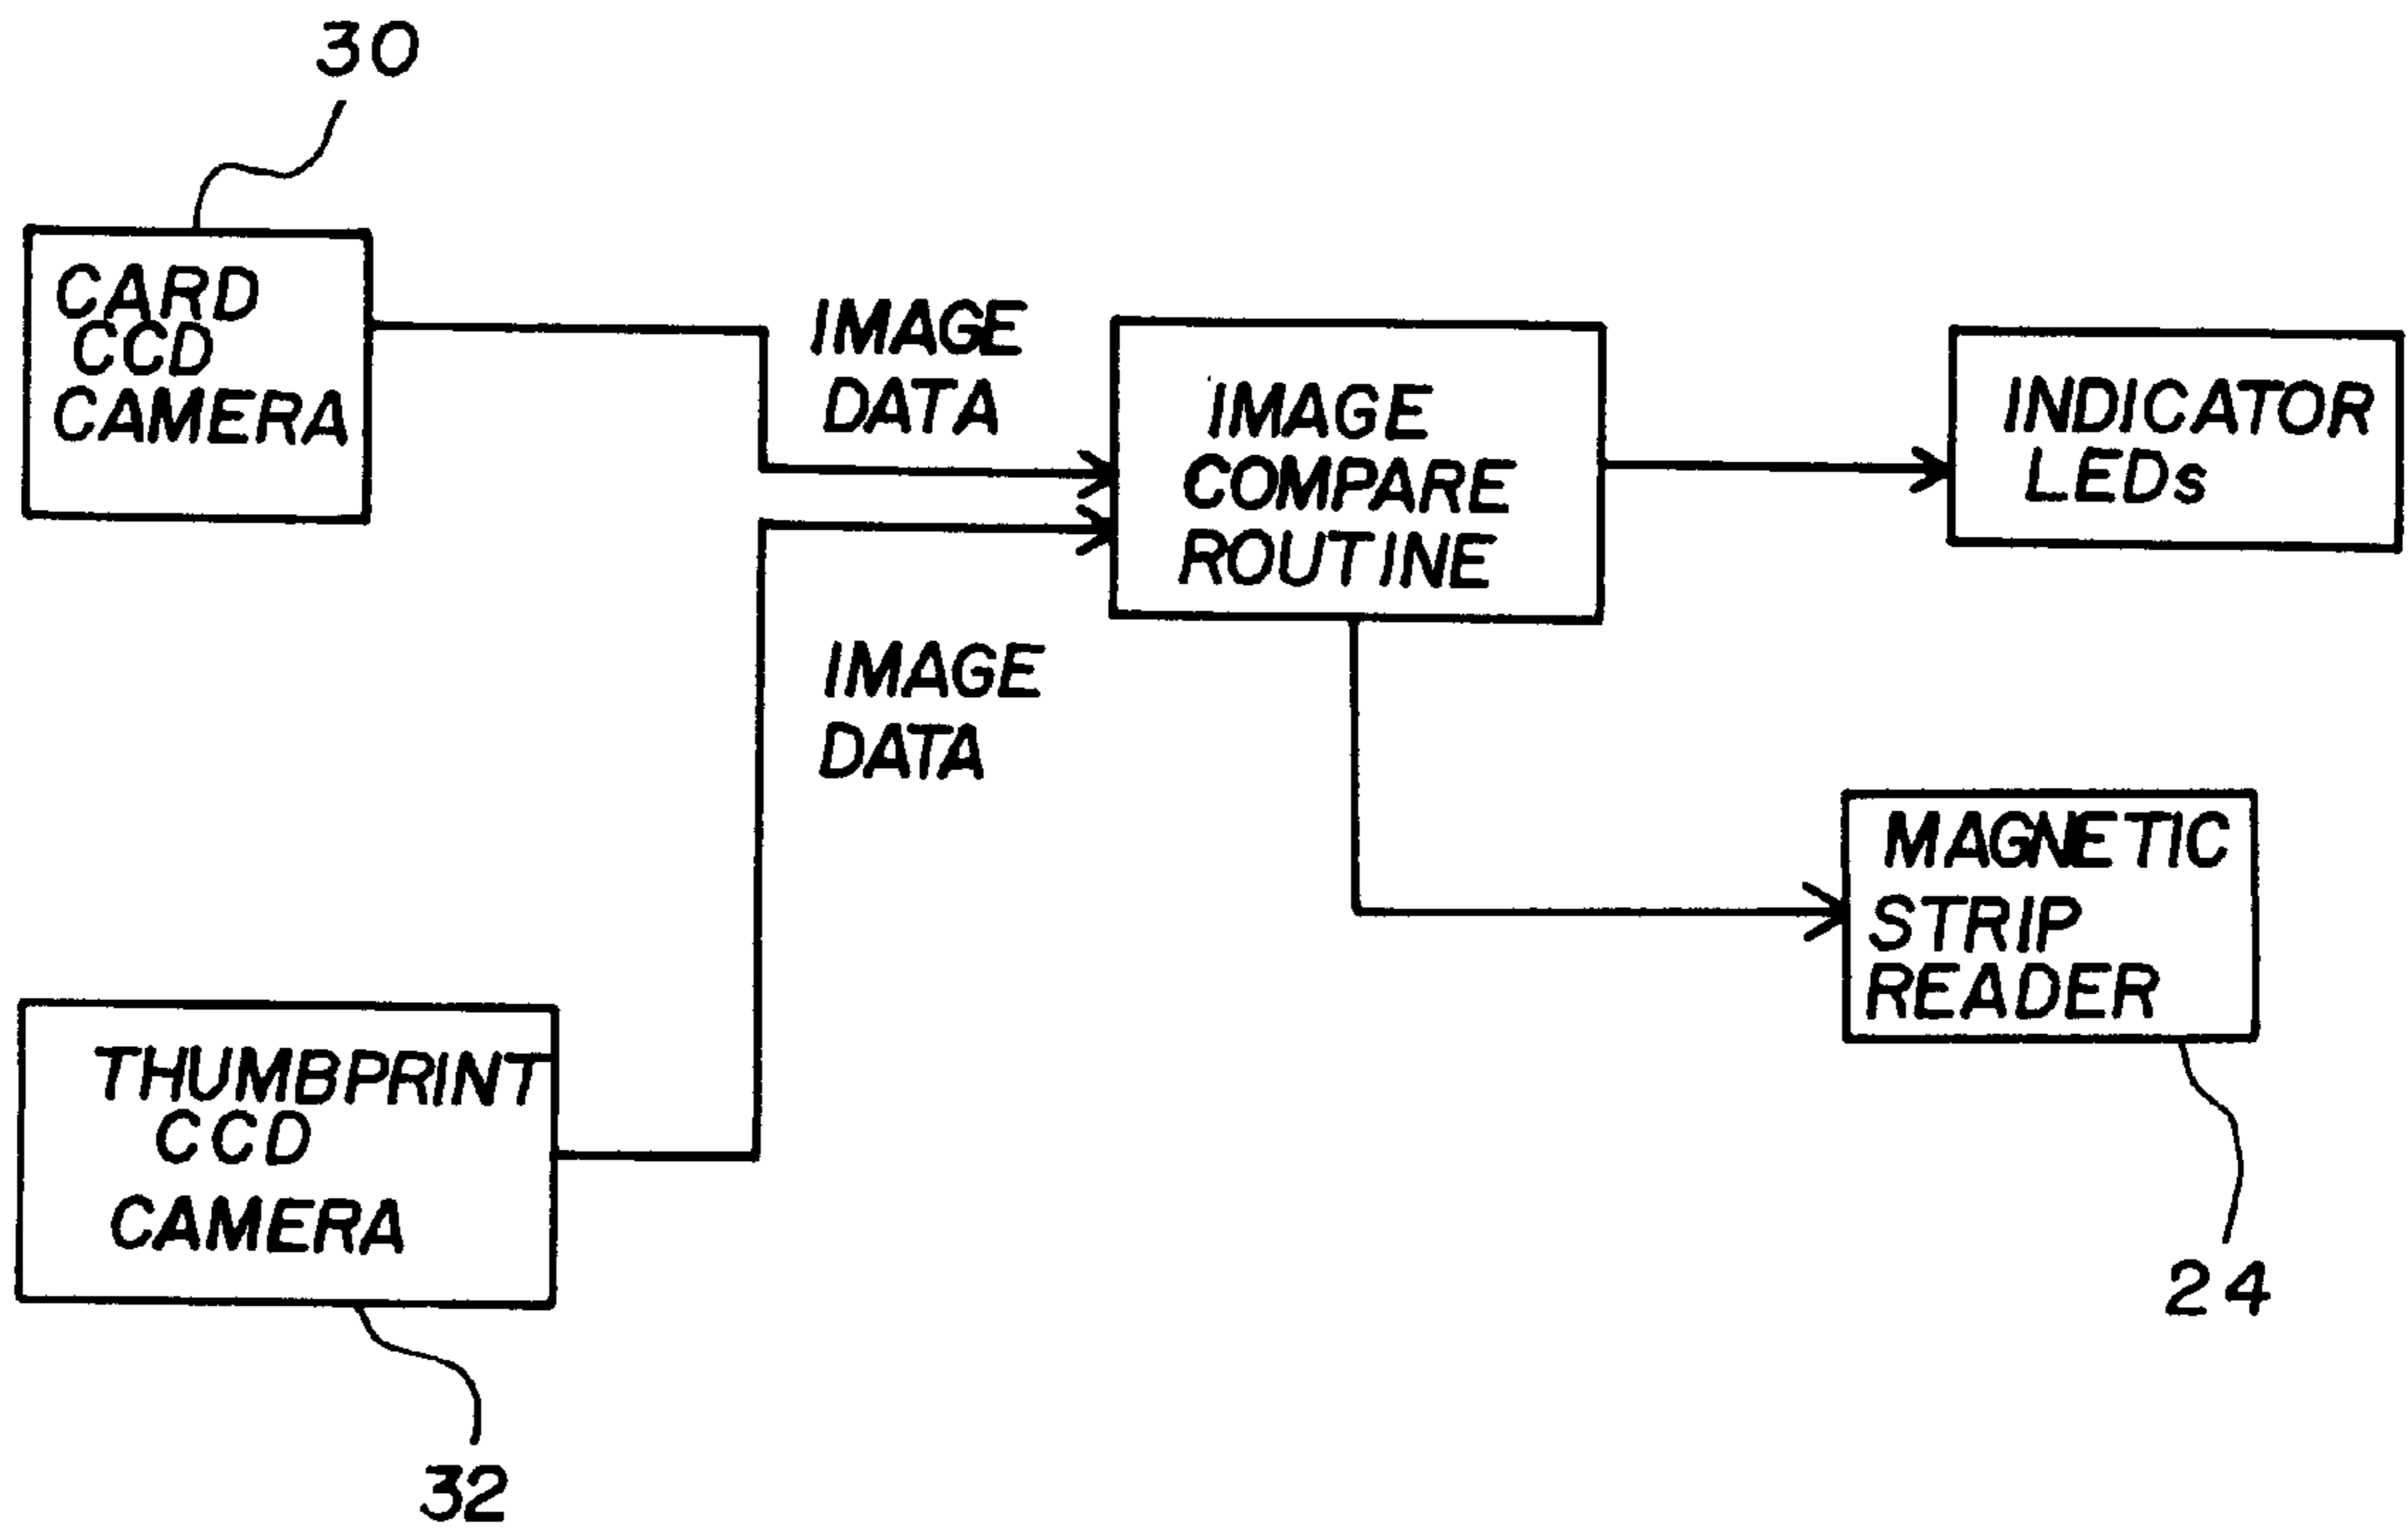 30
CARD
CCD
CAMERA
IMAGE
DATA
IMAGE
COMPARE
ROUTINE
INDICATOR
LEDs
IMAGE
DATA
MAGNETIC
STRIP
READER
24
THUMBPRINT
CCD
CAMERA
32